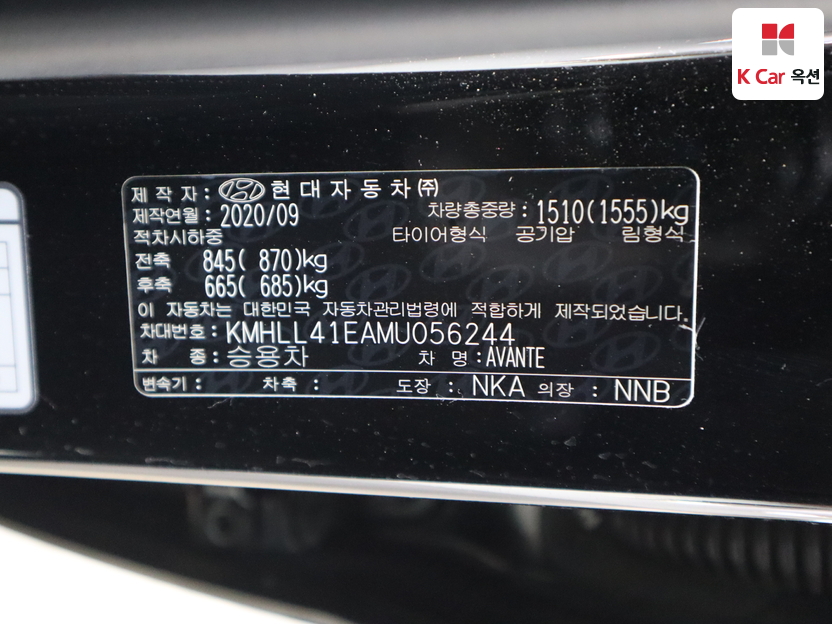 K Car 옥션
제 작 자 : HYUNDAI 현대자동차㈜
제작연월 : 2020/09 차량총중량 : 1510(1555)kg
적차시하중 타이어형식 공기압 림형식
전축 845( 870)kg
후축 665( 685)kg
이 자동차는 대한민국 자동차관리법령에 적합하게 제작되었습니다.
차대번호 : KMHLL41EAMU056244
차 종 : 승용차 차 명 : AVANTE
변속기 : 차축 : 도장 : NKA 의장 : NNB